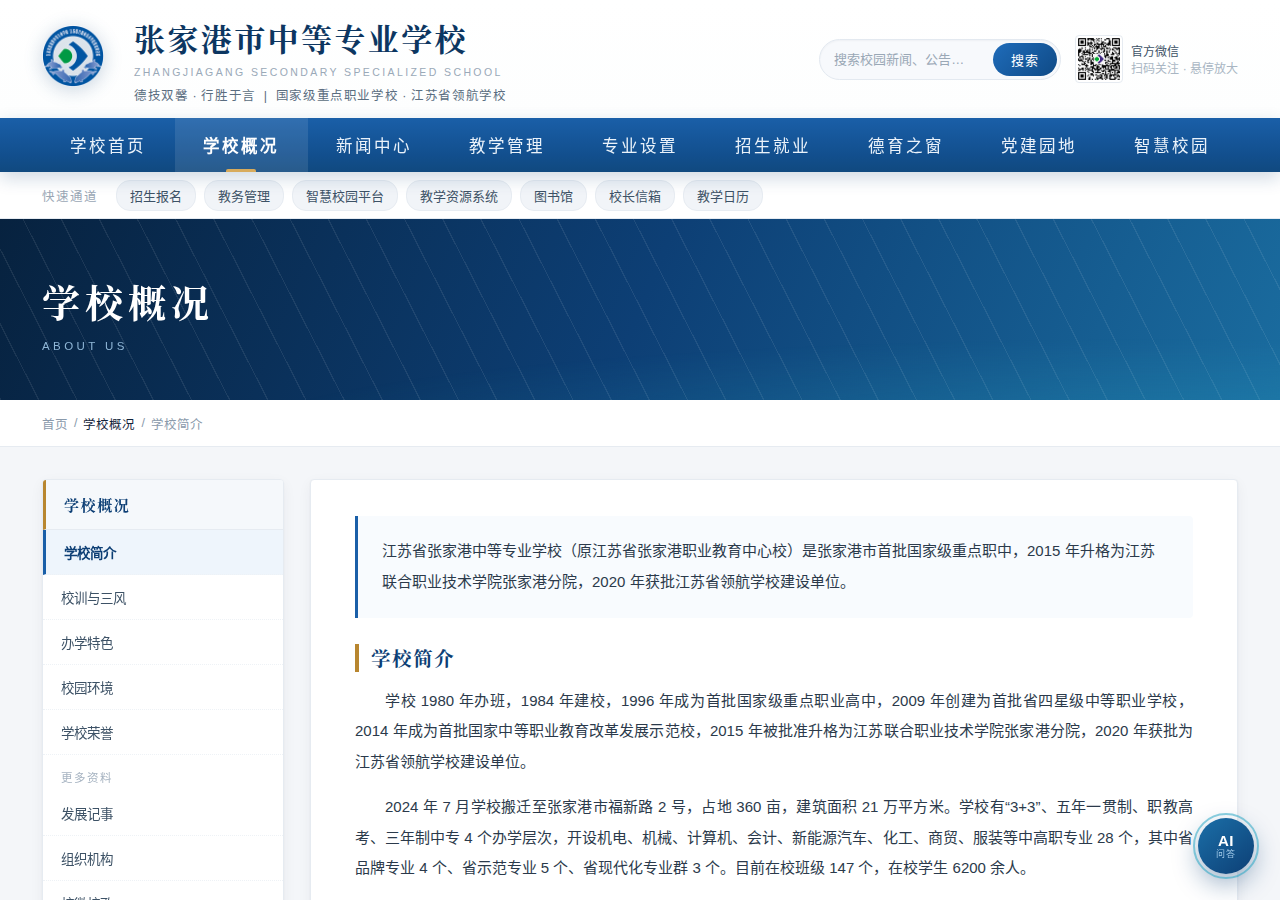 张家港市中等专业学校
ZHANGJIAGANG SECONDARY SPECIALIZED SCHOOL
德技双馨 · 行胜于言 | 国家级重点职业学校 · 江苏省领航学校
搜索校园新闻、公告…
搜索
官方微信
扫码关注 · 悬停放大
学校首页
学校概况
新闻中心
教学管理
专业设置
招生就业
德育之窗
党建园地
智慧校园
快速通道
招生报名
教务管理
智慧校园平台
教学资源系统
图书馆
校长信箱
教学日历
学校概况
ABOUT US
首页 / 学校概况 / 学校简介
学校概况
学校简介
校训与三风
办学特色
校园环境
学校荣誉
更多资料
发展记事
组织机构
江苏省张家港中等专业学校（原江苏省张家港职业教育中心校）是张家港市首批国家级重点职中，2015 年升格为江苏
联合职业技术学院张家港分院，2020 年获批江苏省领航学校建设单位。
学校简介
学校 1980 年办班，1984 年建校，1996 年成为首批国家级重点职业高中，2009 年创建为首批省四星级中等职业学校，
2014 年成为首批国家中等职业教育改革发展示范校，2015 年被批准升格为江苏联合职业技术学院张家港分院，2020 年获批为
江苏省领航学校建设单位。
2024 年 7 月学校搬迁至张家港市福新路 2 号，占地 360 亩，建筑面积 21 万平方米。学校有“3+3”、五年一贯制、职教高
考、三年制中专 4 个办学层次，开设机电、机械、计算机、会计、新能源汽车、化工、商贸、服装等中高职专业 28 个，其中省
品牌专业 4 个、省示范专业 5 个、省现代化专业群 3 个。目前在校班级 147 个，在校学生 6200 余人。
AI
问答